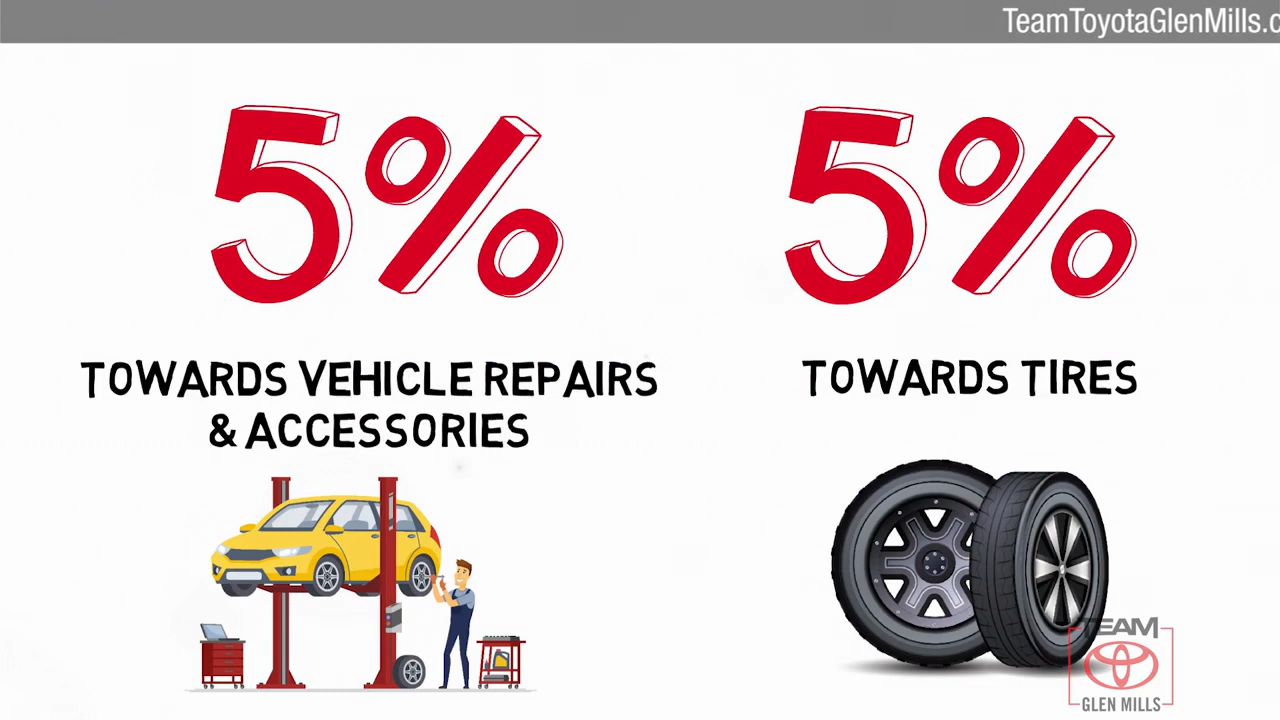 TeamToyotaGlenMills.c
5%
5%
TOWARDS VEHICLE REPAIRS
& ACCESSORIES
TOWARDS TIRES
TEAM
GLEN MILLS